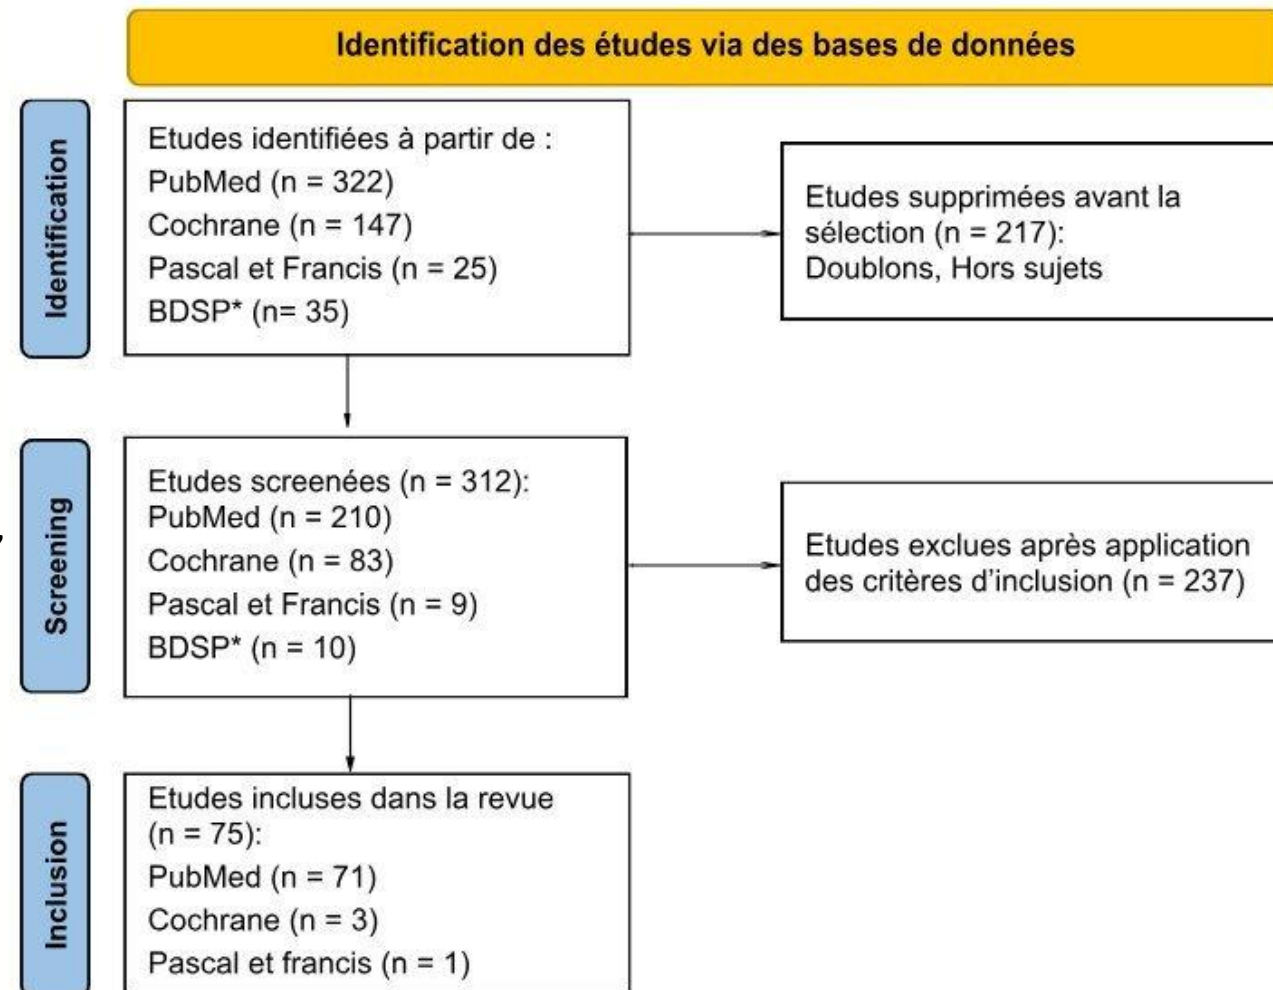 Identification des études via des bases de données
Identification
Etudes identifiées à partir de :
PubMed (n = 322)
Cochrane (n = 147)
Pascal et Francis (n = 25)
BDSP* (n= 35)
Etudes supprimées avant la
sélection (n = 217):
Doublons, Hors sujets
Screening
Etudes screenées (n = 312):
PubMed (n = 210)
Cochrane (n = 83)
Pascal et Francis (n = 9)
BDSP* (n = 10)
Etudes exclues après application
des critères d'inclusion (n = 237)
Inclusion
Etudes incluses dans la revue
(n = 75):
PubMed (n = 71)
Cochrane (n = 3)
Pascal et francis (n = 1)